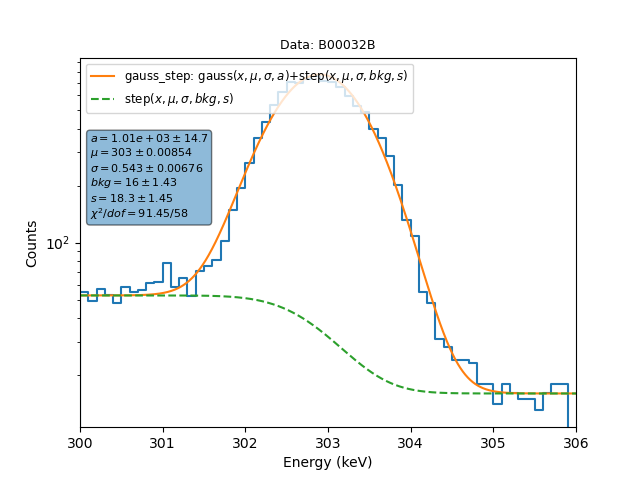 Data: B00032B
gauss_step: gauss(x, μ, σ, a)+step(x, μ, σ, bkg, s)
step(x, μ, σ, bkg, s)
a = 1.01e + 03 ± 14.7
μ = 303 ± 0.00854
σ = 0.543 ± 0.00676
bkg = 16 ± 1.43
s = 18.3 ± 1.45
χ²/dof = 91.45/58
Counts
10²
300 301 302 303 304 305 306
Energy (keV)